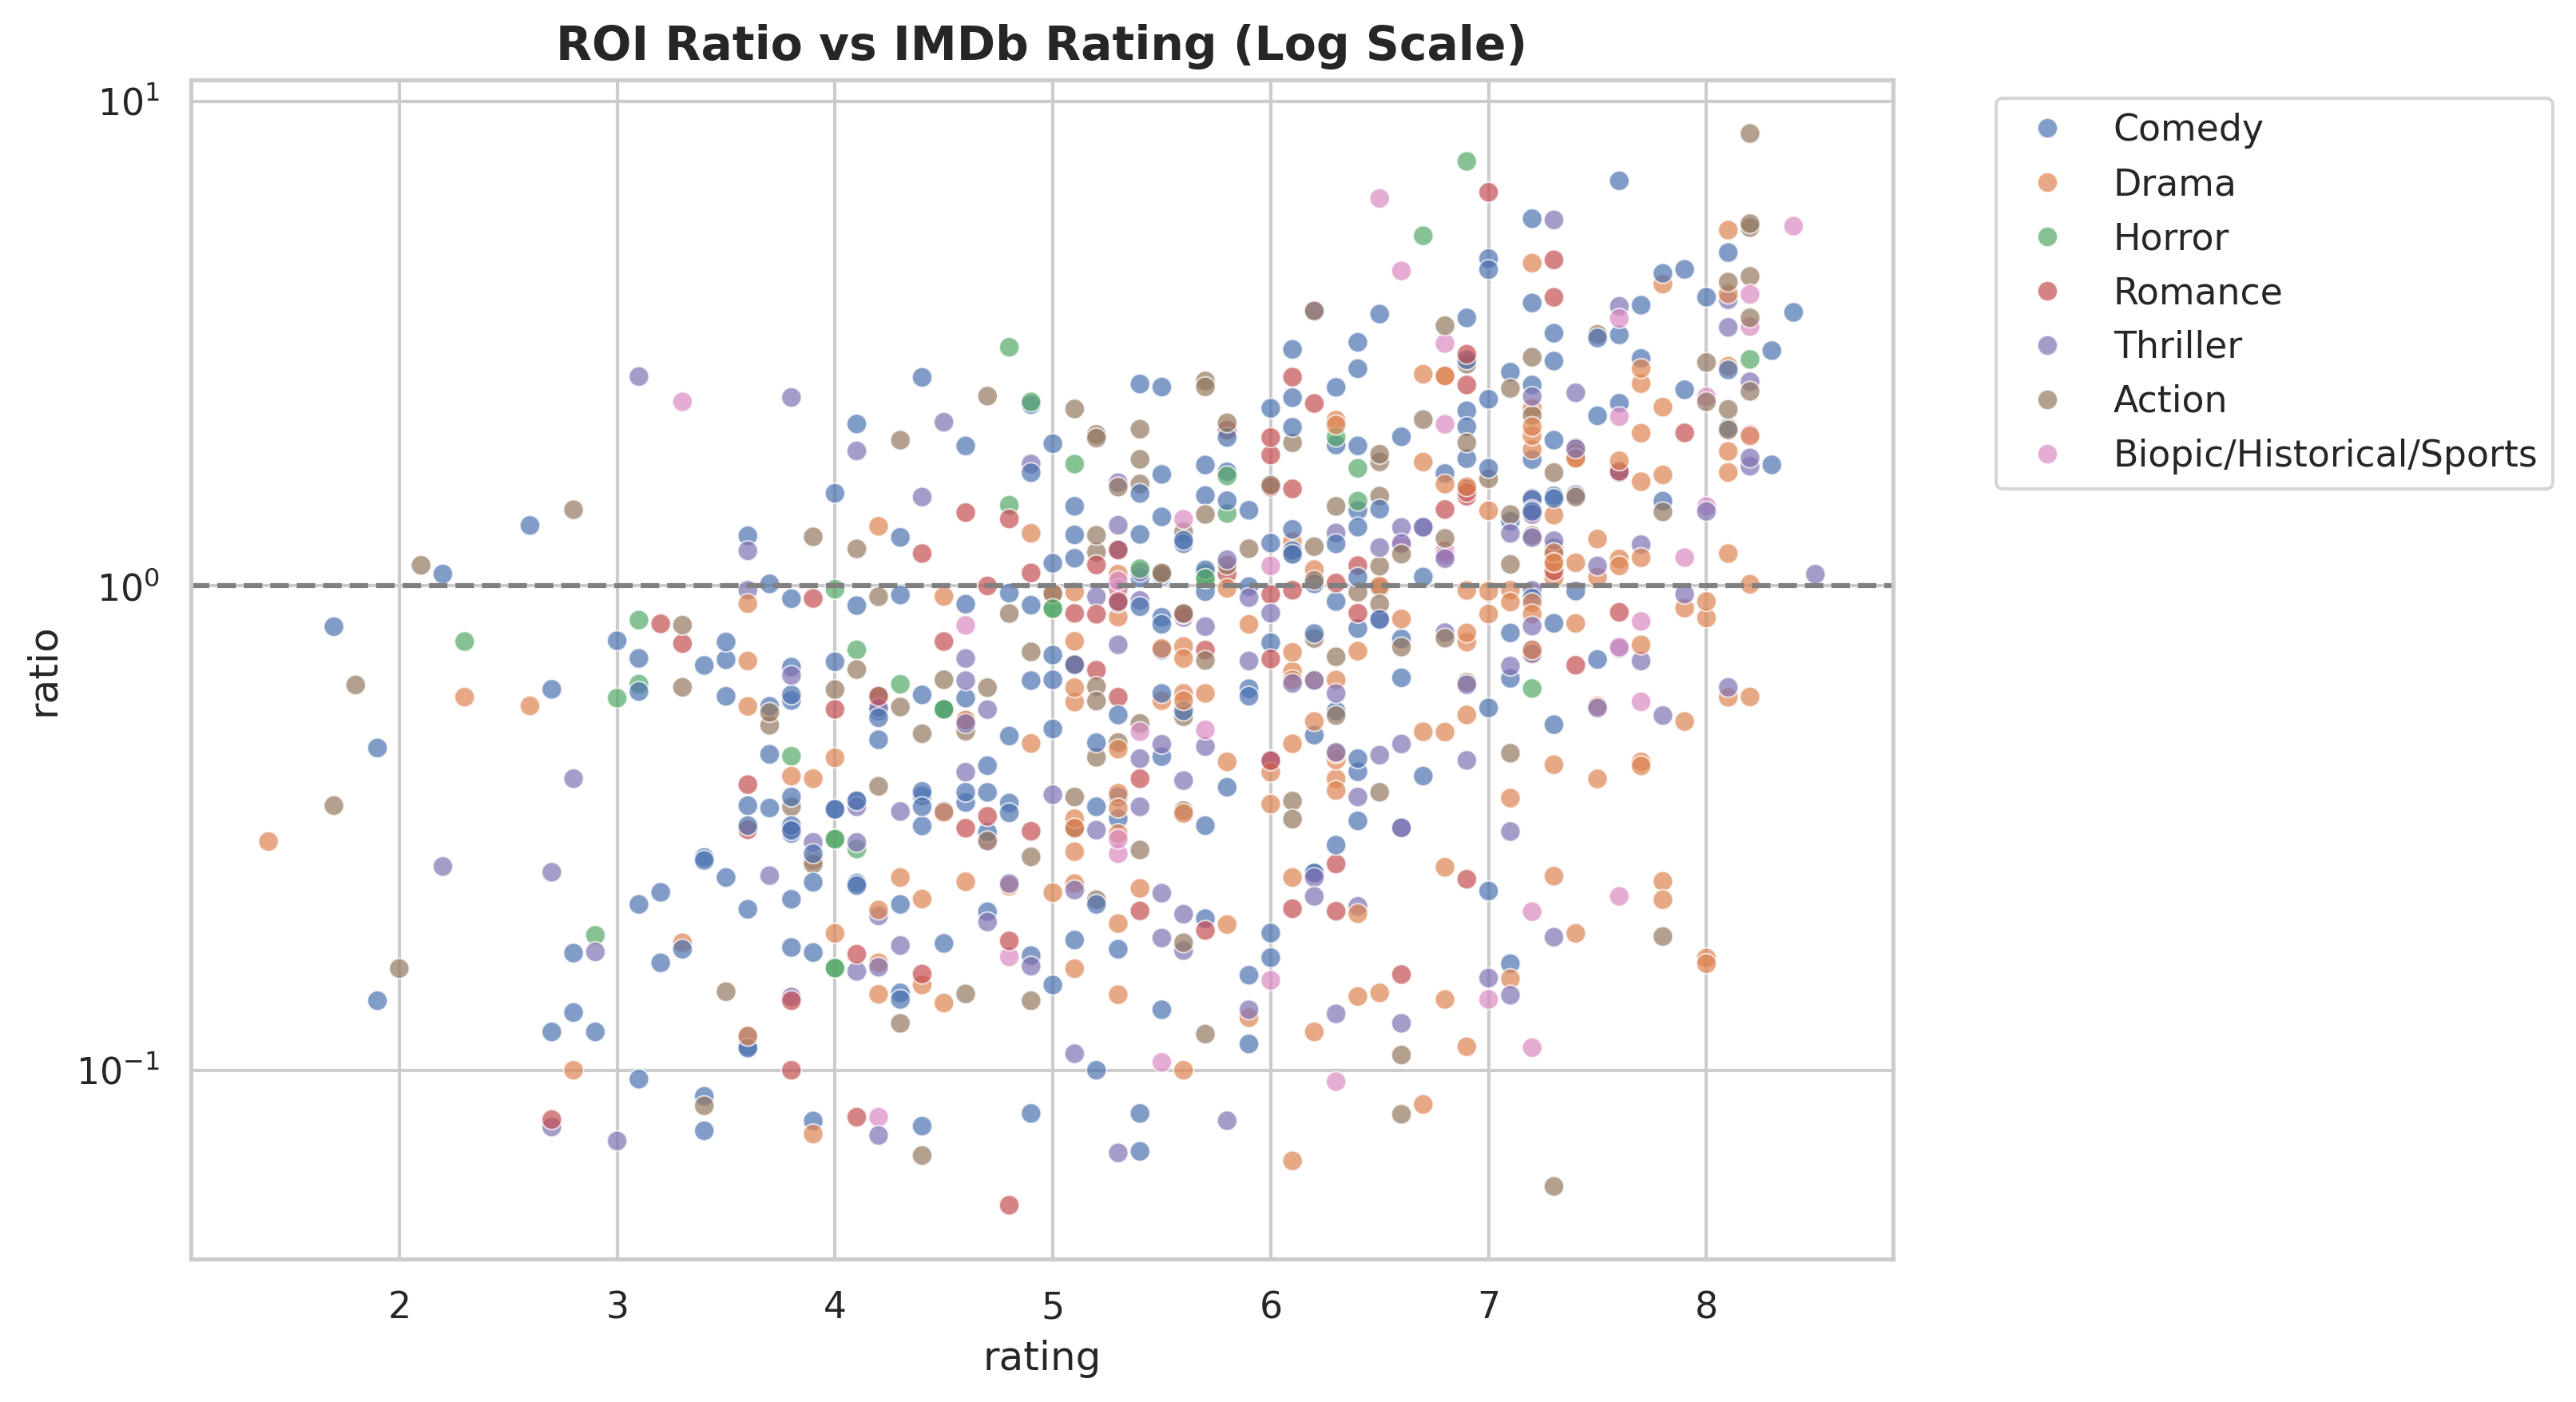 ROI Ratio vs IMDb Rating (Log Scale)
10¹
10⁰
10⁻¹
ratio
2 3 4 5 6 7 8
rating
Comedy
Drama
Horror
Romance
Thriller
Action
Biopic/Historical/Sports